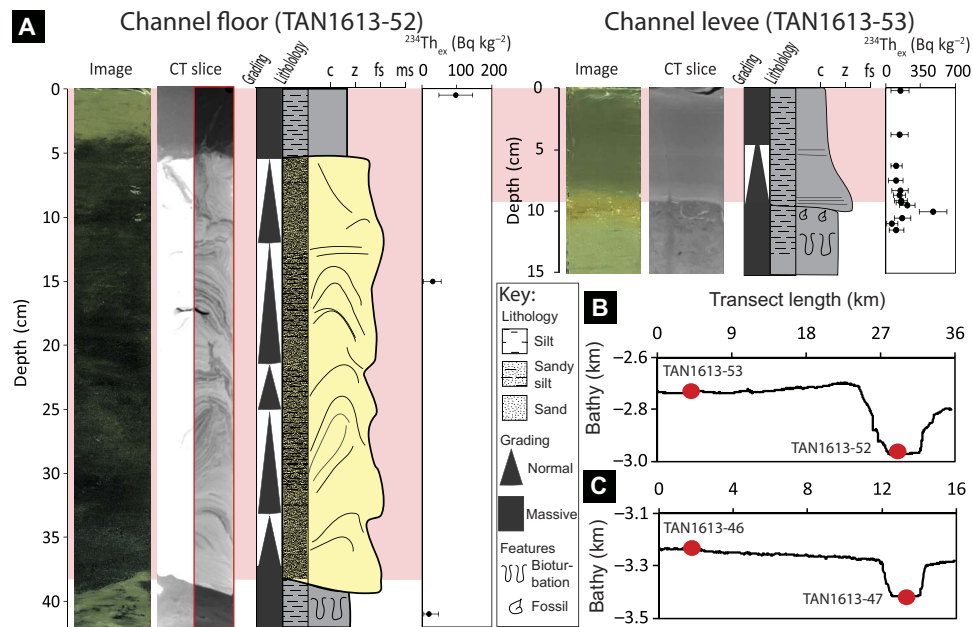 A
Channel floor (TAN1613-52)
Image
CT slice
Grading
Lithology
c z fs ms
²³⁴Thex (Bq kg⁻²)
0 100 200
Depth (cm)
0
5
10
15
20
25
30
35
40
Channel levee (TAN1613-53)
Image
CT slice
Grading
Lithology
c z fs
²³⁴Thex (Bq kg⁻²)
0 350 700
Depth (cm)
0
5
10
15
Key:
Lithology
Silt
Sandy
silt
Sand
Grading
Normal
Massive
Features
Biotur-
bation
Fossil
B
Transect length (km)
0 9 18 27 36
Bathy (km)
−2.6
−2.8
−3.0
TAN1613-53
TAN1613-52
C
0 4 8 12 16
Bathy (km)
−3.1
−3.3
−3.5
TAN1613-46
TAN1613-47